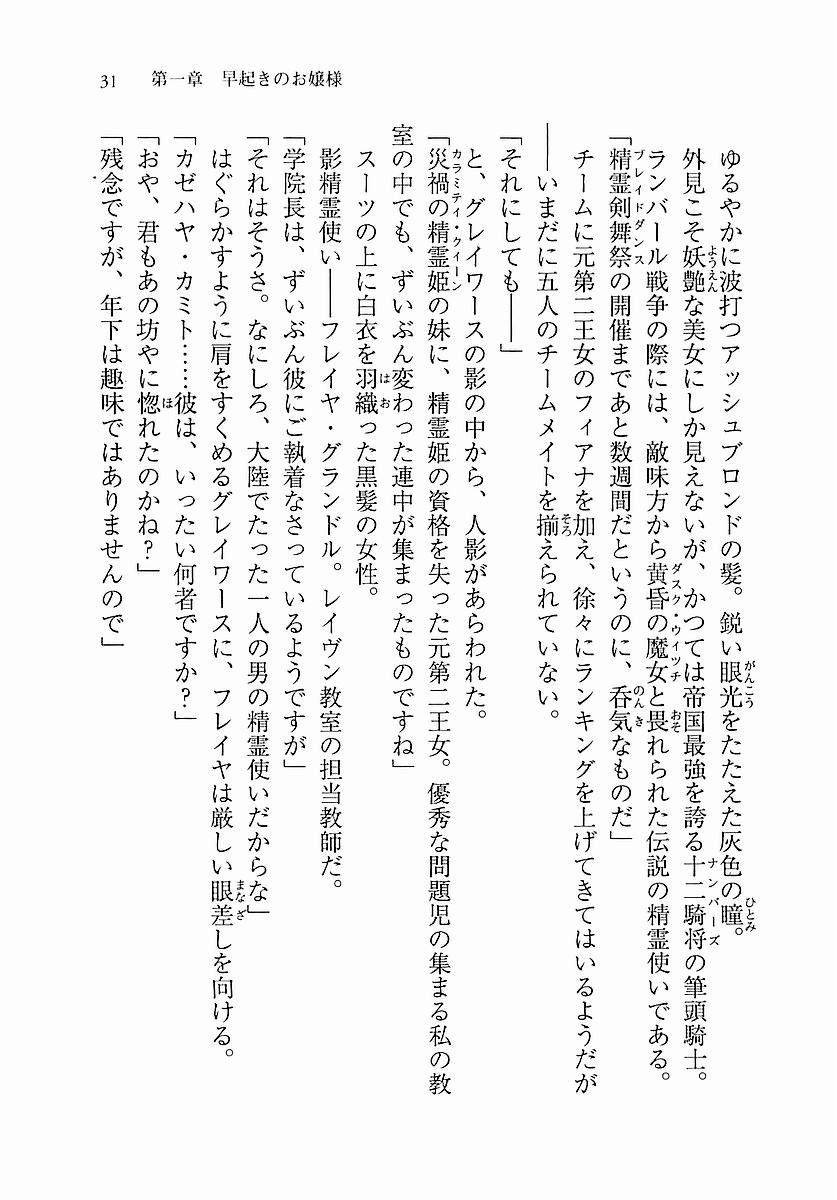 31　第一章　早起きのお嬢様
ゆるやかに波打つアッシュブロンドの髪。鋭い眼光をたたえた灰色の瞳。
外見こそ妖艶な美女にしか見えないが、かつては帝国最強を誇る十二騎将の筆頭騎士。
ランバール戦争の際には、敵味方から黄昏の魔女と畏れられた伝説の精霊使いである。
「精霊剣舞祭の開催まであと数週間だというのに、呑気なものだ」
チームに元第二王女のフィアナを加え、徐々にランキングを上げてきてはいるようだが
――いまだに五人のチームメイトを揃えられていない。
「それにしても――」
と、グレイワースの影の中から、人影があらわれた。
「災禍の精霊姫の妹に、精霊姫の資格を失った元第二王女。優秀な問題児の集まる私の教
室の中でも、ずいぶん変わった連中が集まったものですね」
スーツの上に白衣を羽織った黒髪の女性。
影精霊使い――フレイヤ・グランドル。レイヴン教室の担当教師だ。
「学院長は、ずいぶん彼にご執着なさっているようですが」
「それはそうさ。なにしろ、大陸でたった一人の男の精霊使いだからな」
はぐらかすように肩をすくめるグレイワースに、フレイヤは厳しい眼差しを向ける。
「カゼハヤ・カミト……彼は、いったい何者ですか？」
「おや、君もあの坊やに惚れたのかね？」
「残念ですが、年下は趣味ではありませんので」